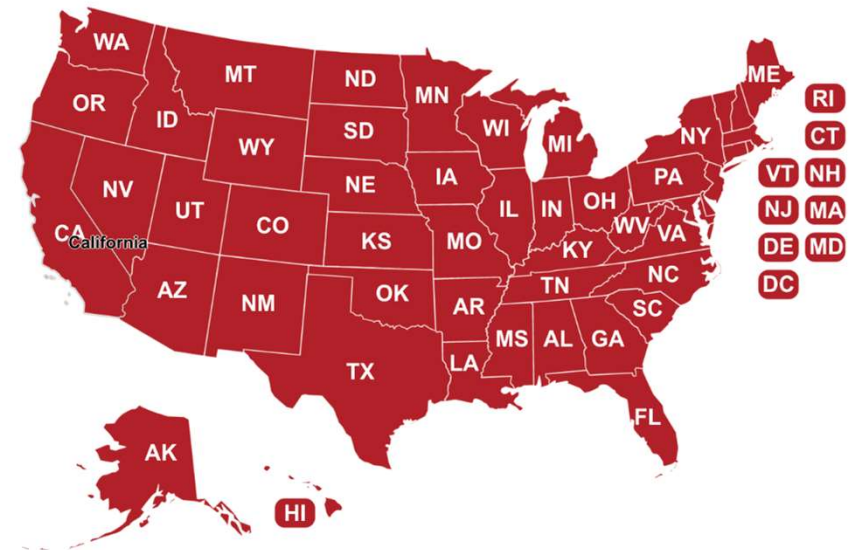 WA
MT
ND
MN
ME
OR
ID
WY
SD
WI
MI
NY
RI
CT
NV
UT
CO
NE
IA
IL
IN
OH
PA
VT NH
CA
California
KS
MO
KY
WV
VA
NJ MA
DE MD
AZ
NM
OK
AR
TN
NC
DC
SC
TX
LA
MS
AL
GA
FL
AK
HI